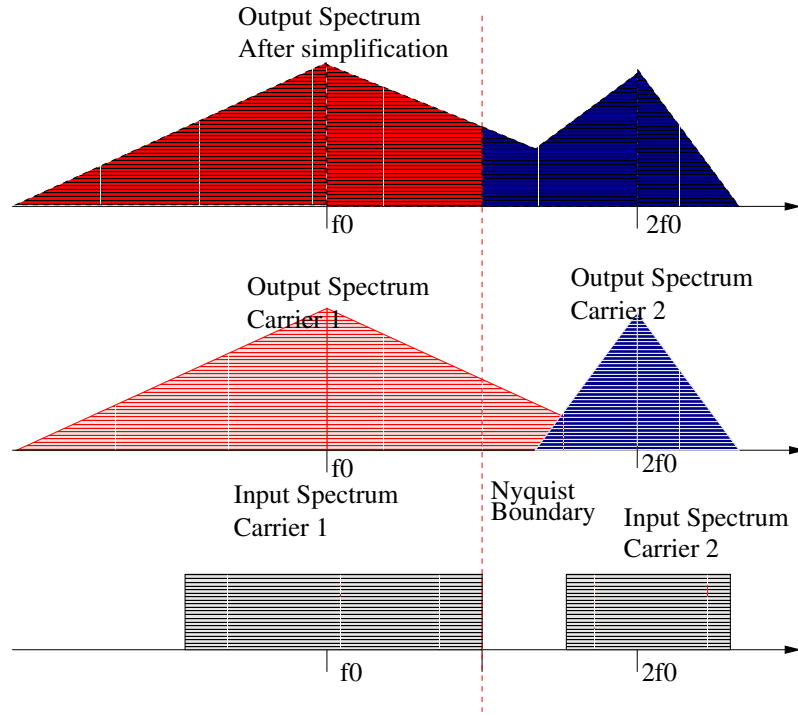 Output Spectrum
After simplification
f0
2f0
Output Spectrum
Carrier 1
Output Spectrum
Carrier 2
f0
2f0
Input Spectrum
Carrier 1
Nyquist
Boundary
Input Spectrum
Carrier 2
f0
2f0